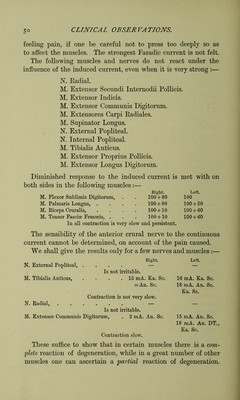 50 CLINICAL OBSERVATIONS.
feeling pain, if one be careful not to press too deeply so as
to affect the muscles. The strongest Faradic current is not felt.
The following muscles and nerves do not react under the
influence of the induced current, even when it is very strong :—
N. Radial.
M. Extensor Secundi Internodii Pollicis.
M. Extensor Indicis.
M. Extensor Communis Digitorum.
M. Extensores Carpi Radiales.
M. Supinator Longus.
N. External Popliteal.
N. Internal Popliteal.
M. Tibialis Anticus.
M. Extensor Proprius Pollicis.
M. Extensor Longus Digitorum.
Diminished response to the induced current is met with on
both sides in the following muscles :—
Right. Left.
M. Flexor Sublimis Digitorum, . . 100+80 100
M. Palmaris Longus, . . . . 100+80 100+50
M. Biceps Cruralis, . . . . 100+10 100+40
M. Tensor Fasciæ Femoris, . . . 100+10 100+40
In all contraction is very slow and persistent.
The sensibility of the anterior crural nerve to the continuous
current cannot be determined, on account of the pain caused.
We shall give the results only for a few nerves and muscles :—
Right. Left.
N. External Popliteal, . . . . — —
Is not irritable.
M. Tibialis Anticus, . . . . 15 mA. Ka. Sc. 16 mA. Ka. Sc.
= An. Sc. 18 mA. An. Sc.
Ka. Sc.
Contraction is not very slow.
N. Radial, . . . . . — —
Is not irritable.
M. Extensor Communis Digitorum, . 2 mA. An. Sc. 15 mA. An. Sc.
18 mA. An. DT.,
Ka. Sc.
Contraction slow.
These suffice to show that in certain muscles there is a com-
plete reaction of degeneration, while in a great number of other
muscles one can ascertain a partial reaction of degeneration.